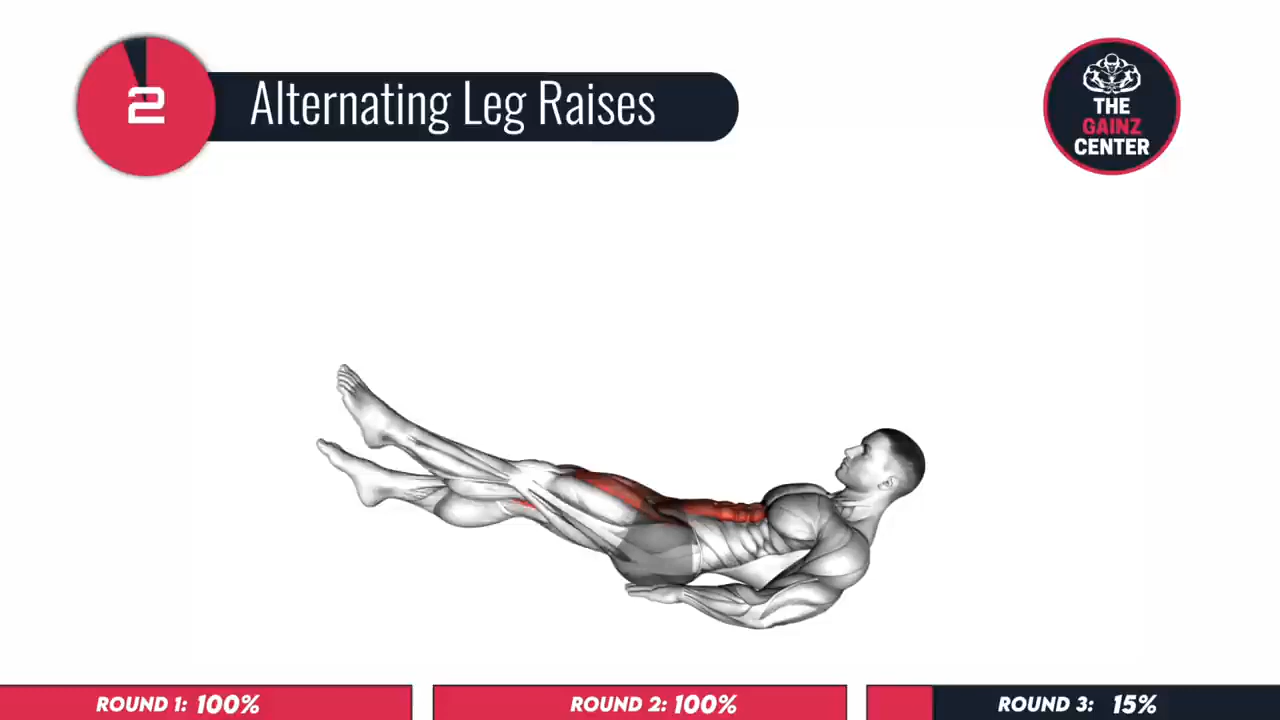 2
Alternating Leg Raises
THE
GAINZ
CENTER
ROUND 1: 100%
ROUND 2: 100%
ROUND 3: 15%